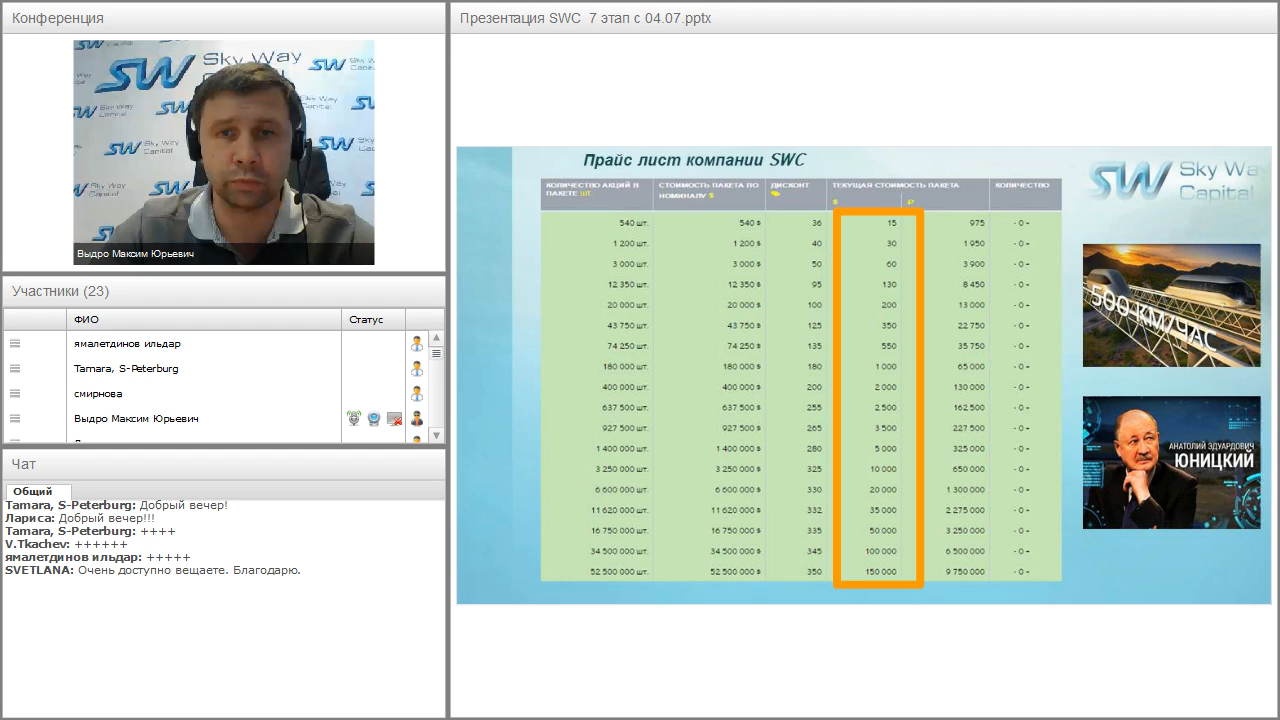 Конференция
Sky Way
Capital
Выдро Максим Юрьевич
Участники (23)
ФИО Статус
ямалетдинов ильдар
Tamara, S-Peterburg
смирнова
Выдро Максим Юрьевич
Чат
Общий
Tamara, S-Peterburg: Добрый вечер!
Лариса: Добрый вечер!!!
Tamara, S-Peterburg: ++++
V.Tkachev: ++++++
ямалетдинов ильдар: +++++
SVETLANA: Очень доступно вещаете. Благодарю.
Презентация SWC 7 этап с 04.07.pptx
Прайс лист компании SWC
КОЛИЧЕСТВО АКЦИЙ В ПАКЕТЕ ШТ. СТОИМОСТЬ ПАКЕТА ПО НОМИНАЛУ $ ДИСКОНТ ТЕКУЩАЯ СТОИМОСТЬ ПАКЕТА $ ₽ КОЛИЧЕСТВО
540 шт. 540 $ 36 15 975 - 0 +
1 200 шт. 1 200 $ 40 30 1 950 - 0 +
3 000 шт. 3 000 $ 50 60 3 900 - 0 +
12 350 шт. 12 350 $ 95 130 8 450 - 0 +
20 000 шт. 20 000 $ 100 200 13 000 - 0 +
43 750 шт. 43 750 $ 125 350 22 750 - 0 +
74 250 шт. 74 250 $ 135 550 35 750 - 0 +
180 000 шт. 180 000 $ 180 1 000 65 000 - 0 +
400 000 шт. 400 000 $ 200 2 000 130 000 - 0 +
637 500 шт. 637 500 $ 255 2 500 162 500 - 0 +
927 500 шт. 927 500 $ 265 3 500 227 500 - 0 +
1 400 000 шт. 1 400 000 $ 280 5 000 325 000 - 0 +
3 250 000 шт. 3 250 000 $ 325 10 000 650 000 - 0 +
6 600 000 шт. 6 600 000 $ 330 20 000 1 300 000 - 0 +
11 620 000 шт. 11 620 000 $ 332 35 000 2 275 000 - 0 +
16 750 000 шт. 16 750 000 $ 335 50 000 3 250 000 - 0 +
34 500 000 шт. 34 500 000 $ 345 100 000 6 500 000 - 0 +
52 500 000 шт. 52 500 000 $ 350 150 000 9 750 000 - 0 +
SW Sky Wa
Capital
500 КМ/ЧАС
АНАТОЛИЙ ЭДУАРДОВИЧ
ЮНИЦКИЙ